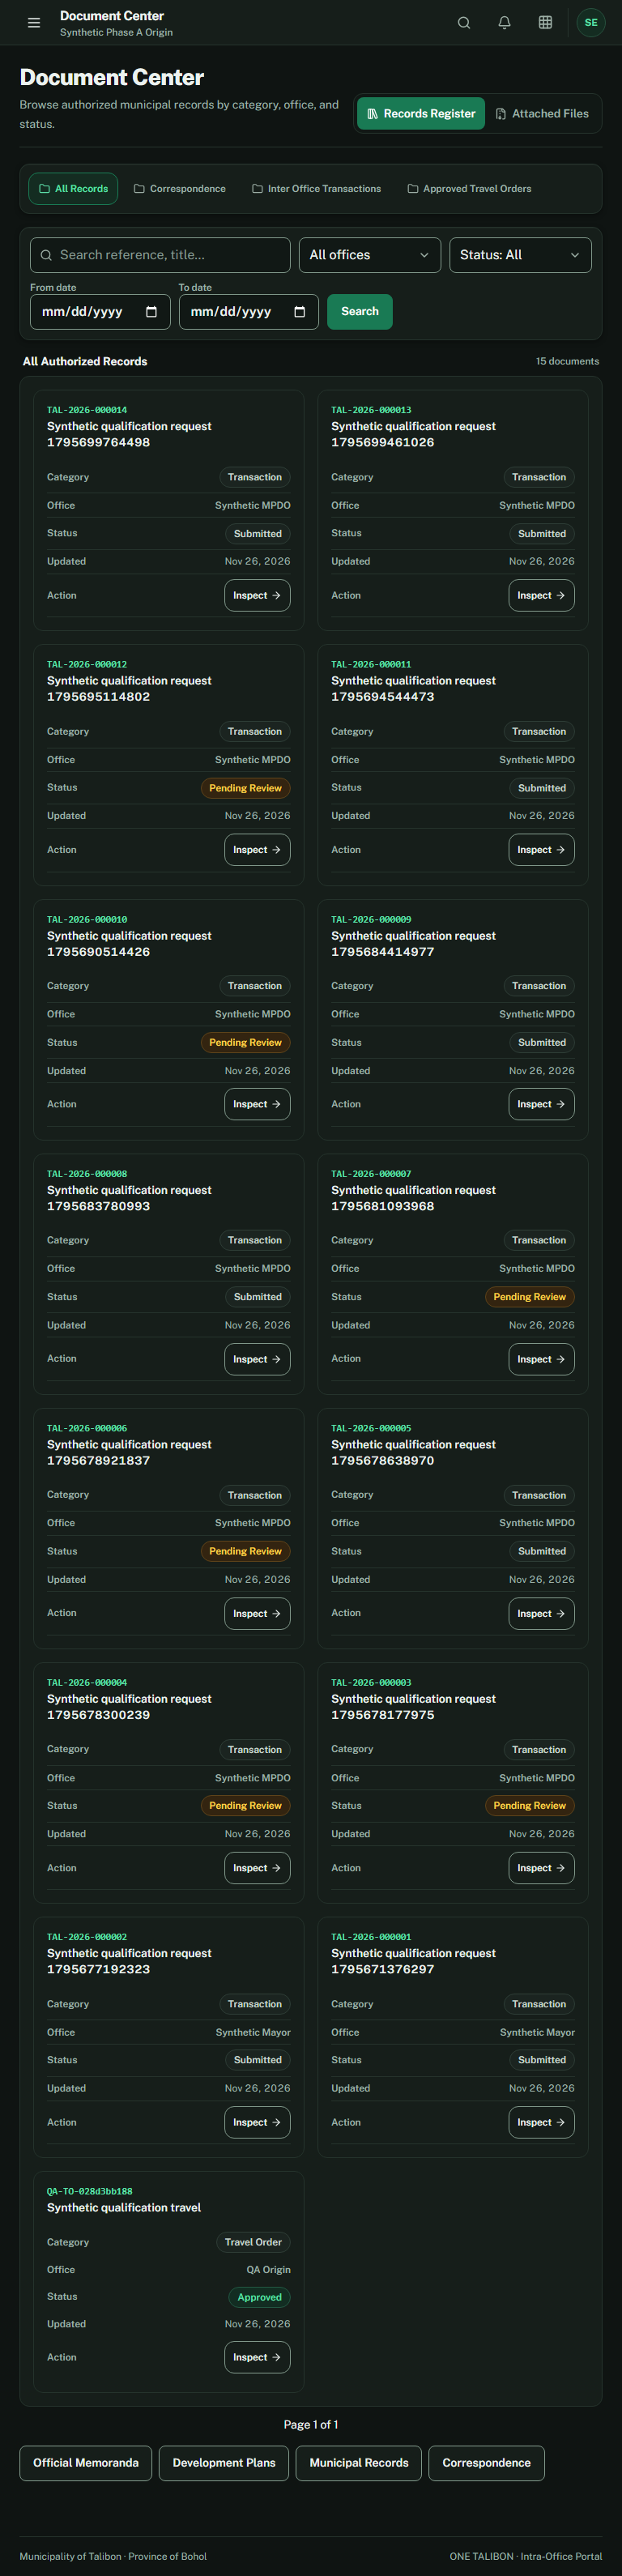 Document Center
Synthetic Phase A Origin
SE
Document Center
Browse authorized municipal records by category, office, and
status.
Records Register
Attached Files
All Records
Correspondence
Inter Office Transactions
Approved Travel Orders
Search reference, title...
All offices
Status: All
From date
To date
mm/dd/yyyy
mm/dd/yyyy
Search
All Authorized Records
15 documents
TAL-2026-000014
Synthetic qualification request
1795699764498
Category
Transaction
Office
Synthetic MPDO
Status
Submitted
Updated
Nov 26, 2026
Action
Inspect →
TAL-2026-000013
Synthetic qualification request
1795699461026
Category
Transaction
Office
Synthetic MPDO
Status
Submitted
Updated
Nov 26, 2026
Action
Inspect →
TAL-2026-000012
Synthetic qualification request
1795695114802
Category
Transaction
Office
Synthetic MPDO
Status
Pending Review
Updated
Nov 26, 2026
Action
Inspect →
TAL-2026-000011
Synthetic qualification request
1795694544473
Category
Transaction
Office
Synthetic MPDO
Status
Submitted
Updated
Nov 26, 2026
Action
Inspect →
TAL-2026-000010
Synthetic qualification request
1795690514426
Category
Transaction
Office
Synthetic MPDO
Status
Pending Review
Updated
Nov 26, 2026
Action
Inspect →
TAL-2026-000009
Synthetic qualification request
1795684414977
Category
Transaction
Office
Synthetic MPDO
Status
Submitted
Updated
Nov 26, 2026
Action
Inspect →
TAL-2026-000008
Synthetic qualification request
1795683780993
Category
Transaction
Office
Synthetic MPDO
Status
Submitted
Updated
Nov 26, 2026
Action
Inspect →
TAL-2026-000007
Synthetic qualification request
1795681093968
Category
Transaction
Office
Synthetic MPDO
Status
Pending Review
Updated
Nov 26, 2026
Action
Inspect →
TAL-2026-000006
Synthetic qualification request
1795678921837
Category
Transaction
Office
Synthetic MPDO
Status
Pending Review
Updated
Nov 26, 2026
Action
Inspect →
TAL-2026-000005
Synthetic qualification request
1795678638970
Category
Transaction
Office
Synthetic MPDO
Status
Submitted
Updated
Nov 26, 2026
Action
Inspect →
TAL-2026-000004
Synthetic qualification request
1795678300239
Category
Transaction
Office
Synthetic MPDO
Status
Pending Review
Updated
Nov 26, 2026
Action
Inspect →
TAL-2026-000003
Synthetic qualification request
1795678177975
Category
Transaction
Office
Synthetic MPDO
Status
Pending Review
Updated
Nov 26, 2026
Action
Inspect →
TAL-2026-000002
Synthetic qualification request
1795677192323
Category
Transaction
Office
Synthetic Mayor
Status
Submitted
Updated
Nov 26, 2026
Action
Inspect →
TAL-2026-000001
Synthetic qualification request
1795671376297
Category
Transaction
Office
Synthetic Mayor
Status
Submitted
Updated
Nov 26, 2026
Action
Inspect →
QA-TO-028d3bb188
Synthetic qualification travel
Category
Travel Order
Office
QA Origin
Status
Approved
Updated
Nov 26, 2026
Action
Inspect →
Page 1 of 1
Official Memoranda
Development Plans
Municipal Records
Correspondence
Municipality of Talibon · Province of Bohol
ONE TALIBON · Intra-Office Portal